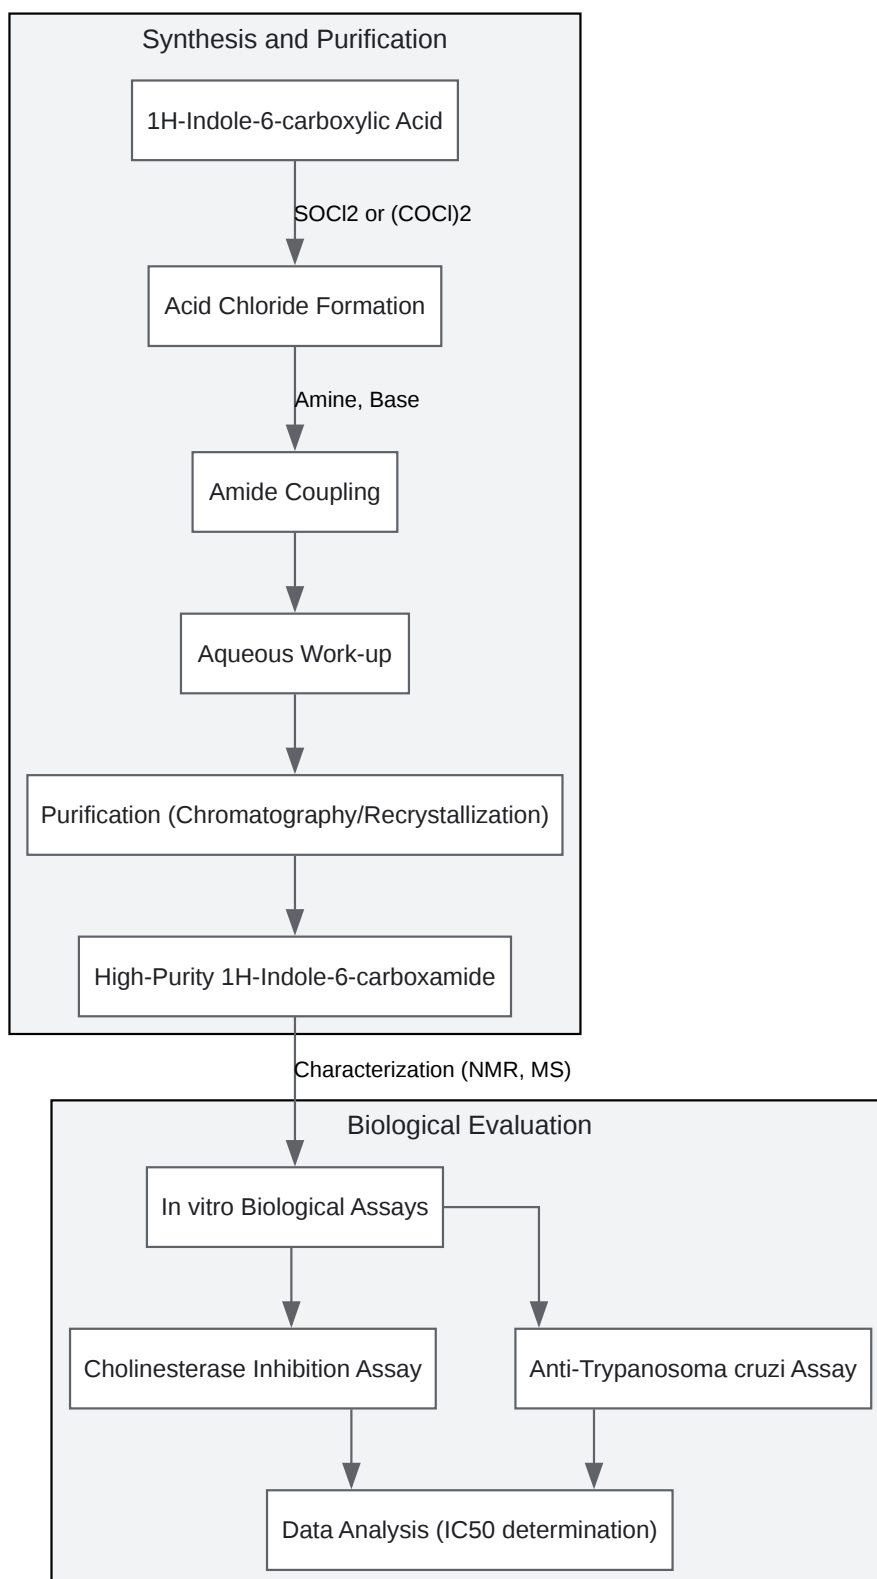 Synthesis and Purification
1H-Indole-6-carboxylic Acid
SOCl2 or (COCl)2
Acid Chloride Formation
Amine, Base
Amide Coupling
Aqueous Work-up
Purification (Chromatography/Recrystallization)
High-Purity 1H-Indole-6-carboxamide
Characterization (NMR, MS)
Biological Evaluation
In vitro Biological Assays
Cholinesterase Inhibition Assay
Anti-Trypanosoma cruzi Assay
Data Analysis (IC50 determination)